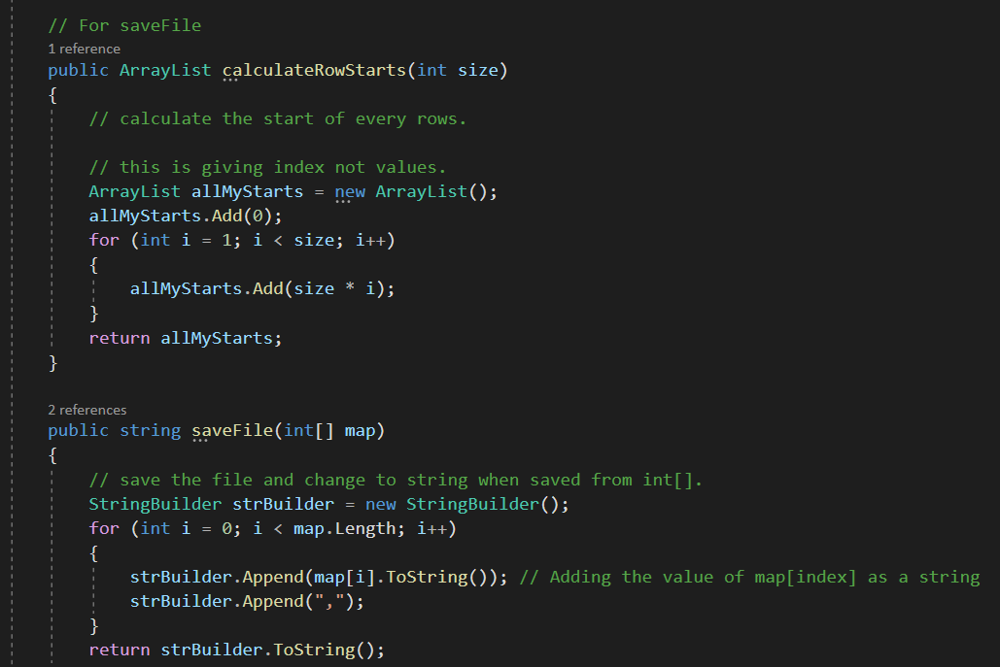 // For saveFile
1 reference
public ArrayList calculateRowStarts(int size)
{
// calculate the start of every rows.
// this is giving index not values.
ArrayList allMyStarts = new ArrayList();
allMyStarts.Add(0);
for (int i = 1; i < size; i++)
{
allMyStarts.Add(size * i);
}
return allMyStarts;
}
2 references
public string saveFile(int[] map)
{
// save the file and change to string when saved from int[].
StringBuilder strBuilder = new StringBuilder();
for (int i = 0; i < map.Length; i++)
{
strBuilder.Append(map[i].ToString()); // Adding the value of map[index] as a string
strBuilder.Append(",");
}
return strBuilder.ToString();